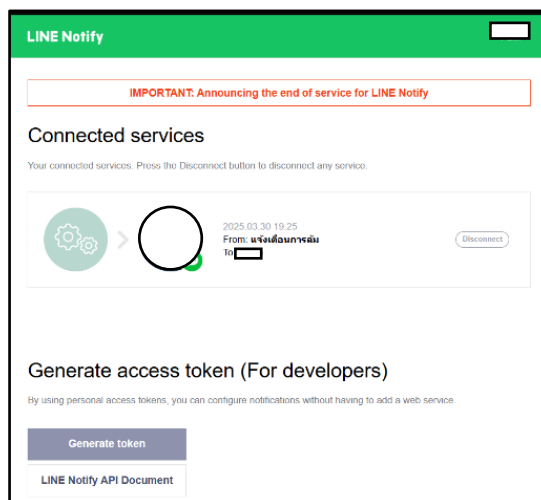 LINE Notify
IMPORTANT: Announcing the end of service for LINE Notify
Connected services
Your connected services. Press the Disconnect button to disconnect any service.
2025.03.30 19:25
From: แจ้งเตือนการล้ม
To
Disconnect
Generate access token (For developers)
By using personal access tokens, you can configure notifications without having to add a web service.
Generate token
LINE Notify API Document